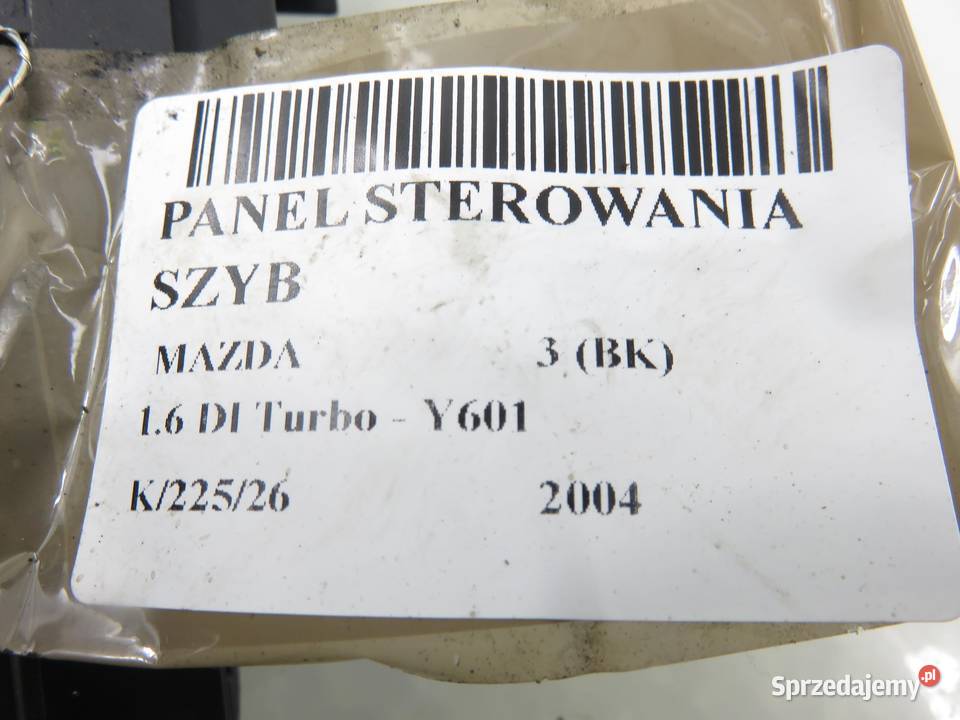 PANEL STEROWANIA
SZYB
MAZDA 3 (BK)
1.6 DI Turbo - Y601
K/225/26 2004
Sprzedajemy.pl